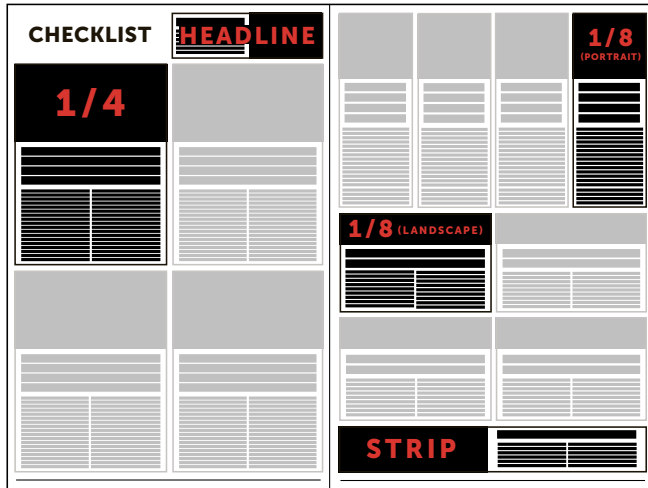 CHECKLIST
HEADLINE
1/4
1/8
(PORTRAIT)
1/8 (LANDSCAPE)
STRIP